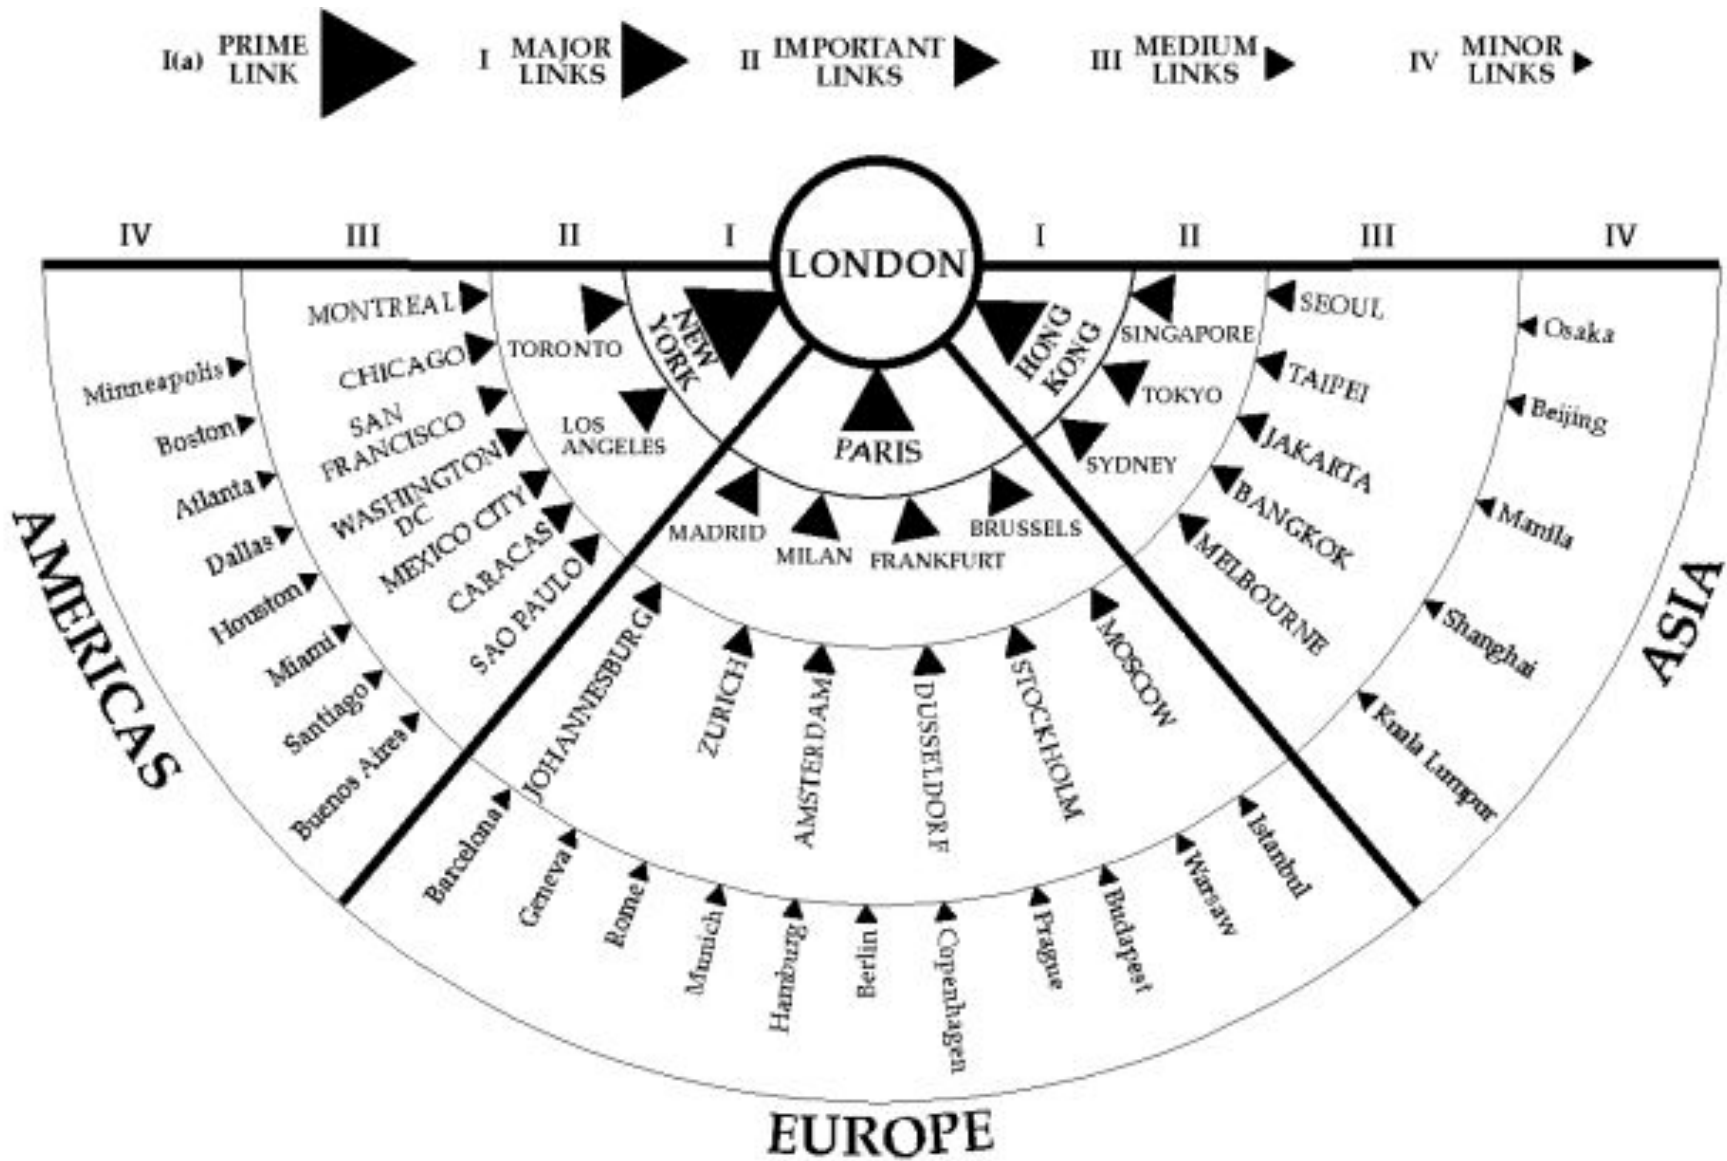 I(a) PRIME
LINK
I MAJOR
LINKS
II IMPORTANT
LINKS
III MEDIUM
LINKS
IV MINOR
LINKS
IV
III
II
I
LONDON
I
II
III
IV
MONTREAL
CHICAGO
SAN
FRANCISCO
WASHINGTON
DC
MEXICO CITY
CARACAS
SAO PAULO
TORONTO
LOS
ANGELES
NEW
YORK
Minneapolis
Boston
Atlanta
Dallas
Houston
Miami
Santiago
Buenos Aires
AMERICAS
PARIS
MADRID
MILAN
FRANKFURT
BRUSSELS
JOHANNESBURG
ZURICH
AMSTERDAM
DUSSELDORF
STOCKHOLM
MOSCOW
Barcelona
Geneva
Rome
Munich
Hamburg
Berlin
Copenhagen
Prague
Budapest
Warsaw
Istanbul
EUROPE
HONG
KONG
SINGAPORE
TOKYO
SYDNEY
SEOUL
TAIPEI
JAKARTA
BANGKOK
MELBOURNE
Osaka
Beijing
Manila
Shanghai
Kuala Lumpur
ASIA